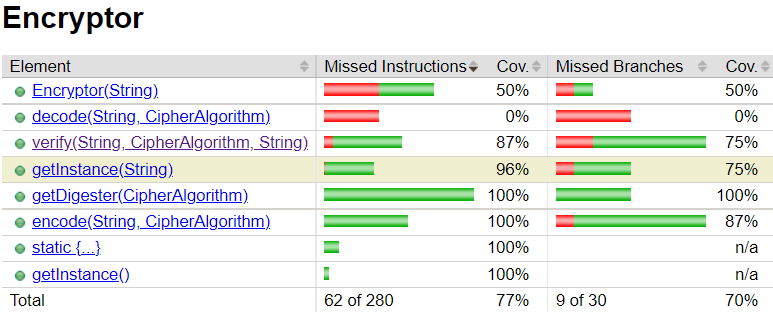 Encryptor
Element Missed Instructions Cov. Missed Branches Cov.
Encryptor(String) 50% 50%
decode(String, CipherAlgorithm) 0% 0%
verify(String, CipherAlgorithm, String) 87% 75%
getInstance(String) 96% 75%
getDigester(CipherAlgorithm) 100% 100%
encode(String, CipherAlgorithm) 100% 87%
static {...} 100% n/a
getInstance() 100% n/a
Total 62 of 280 77% 9 of 30 70%